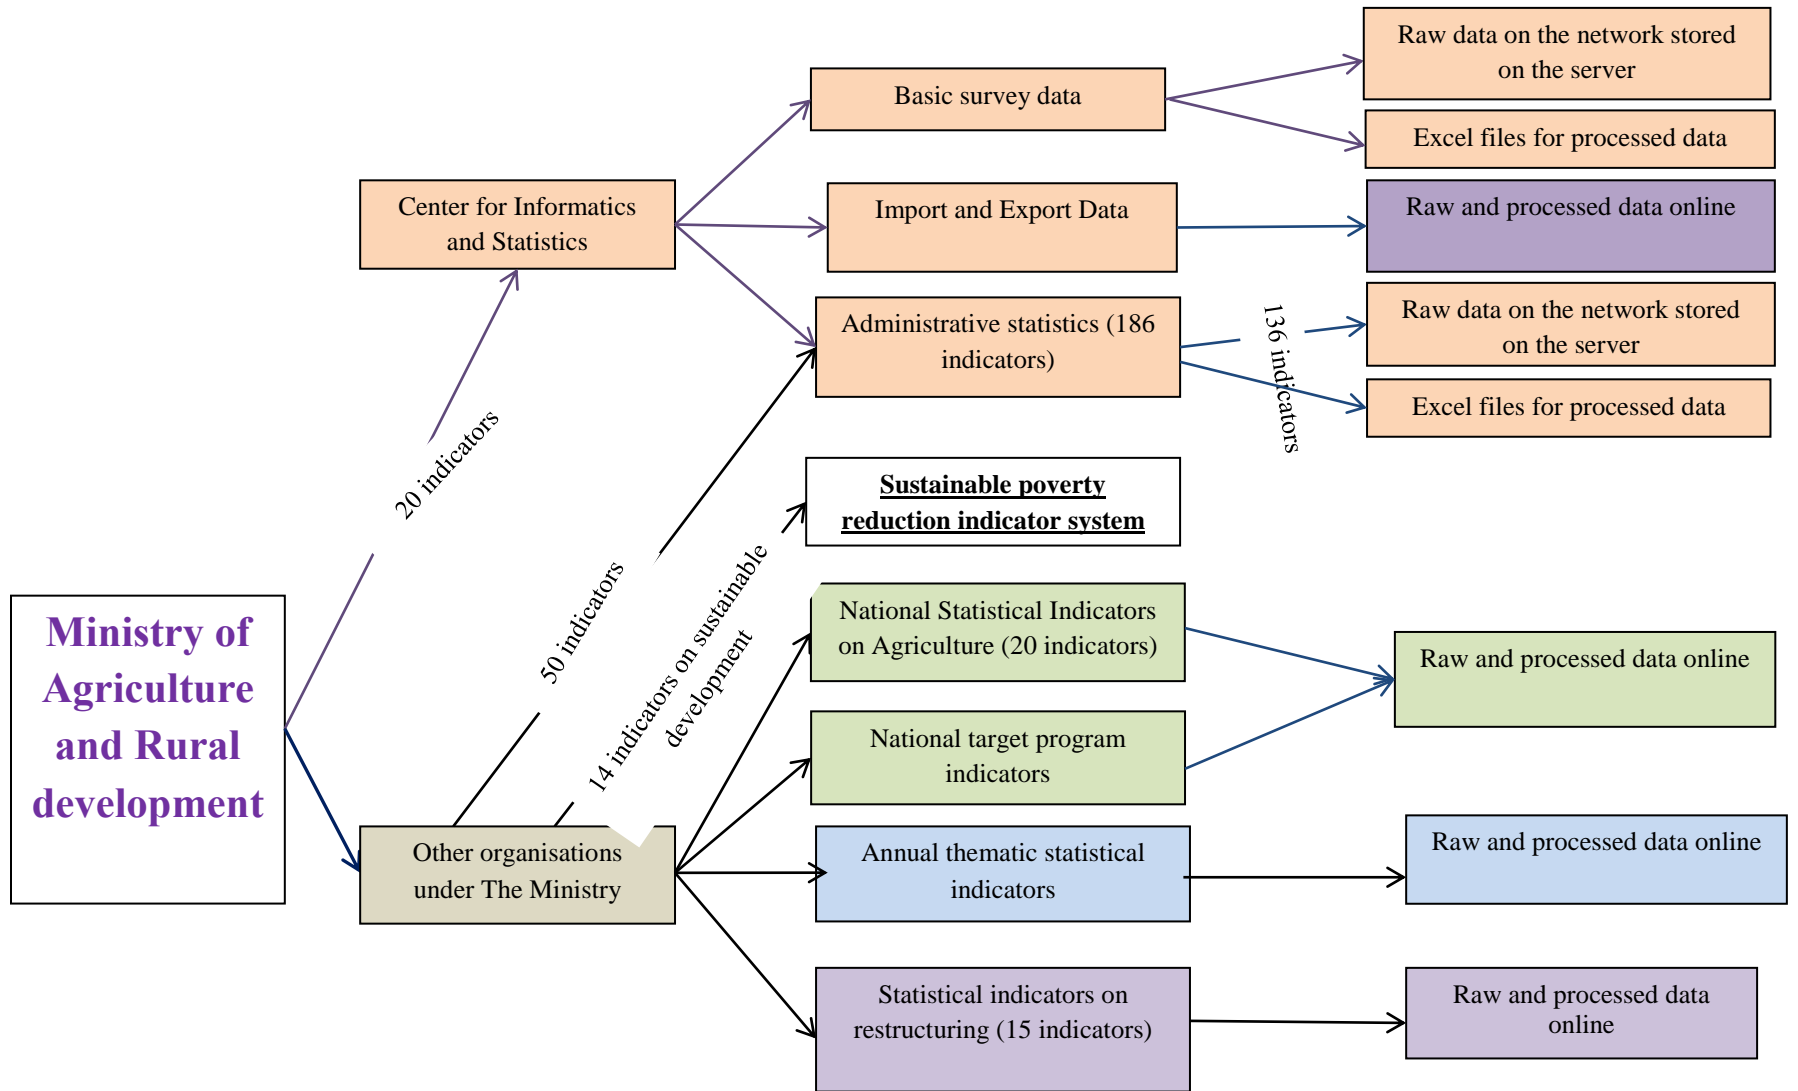 Raw data on the network stored
on the server
Basic survey data
Excel files for processed data
Center for Informatics
and Statistics
Import and Export Data
Raw and processed data online
Administrative statistics (186
indicators)
136 indicators
Raw data on the network stored
on the server
Excel files for processed data
20 indicators
Sustainable poverty
reduction indicator system
50 indicators
14 indicators on sustainable
development
Ministry of
Agriculture
and Rural
development
National Statistical Indicators
on Agriculture (20 indicators)
Raw and processed data online
National target program
indicators
Other organisations
under The Ministry
Annual thematic statistical
indicators
Raw and processed data online
Statistical indicators on
restructuring (15 indicators)
Raw and processed data
online